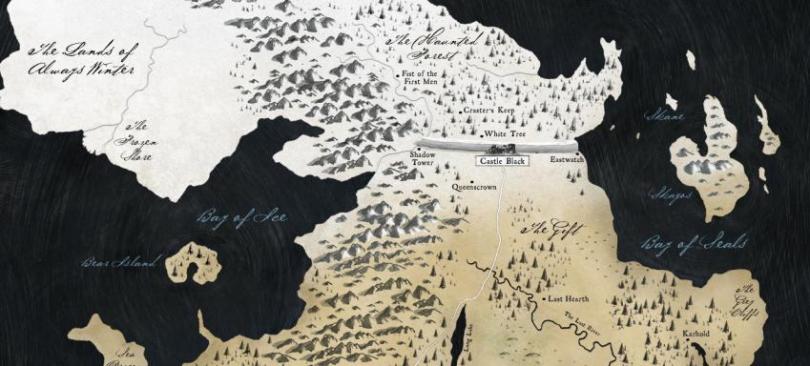 The Lands of
Always Winter
The Haunted
Forest
Fist of the
First Men
Craster's Keep
The
Frozen
Shore
White Tree
Skane
Shadow
Tower
Castle Black
Eastwatch
Queenscrown
Skagos
Bay of Ice
The Gift
Bay of Seals
Bear Island
Last Hearth
The
Grey
Cliffs
The Last River
Long Lake
Karhold
Sea